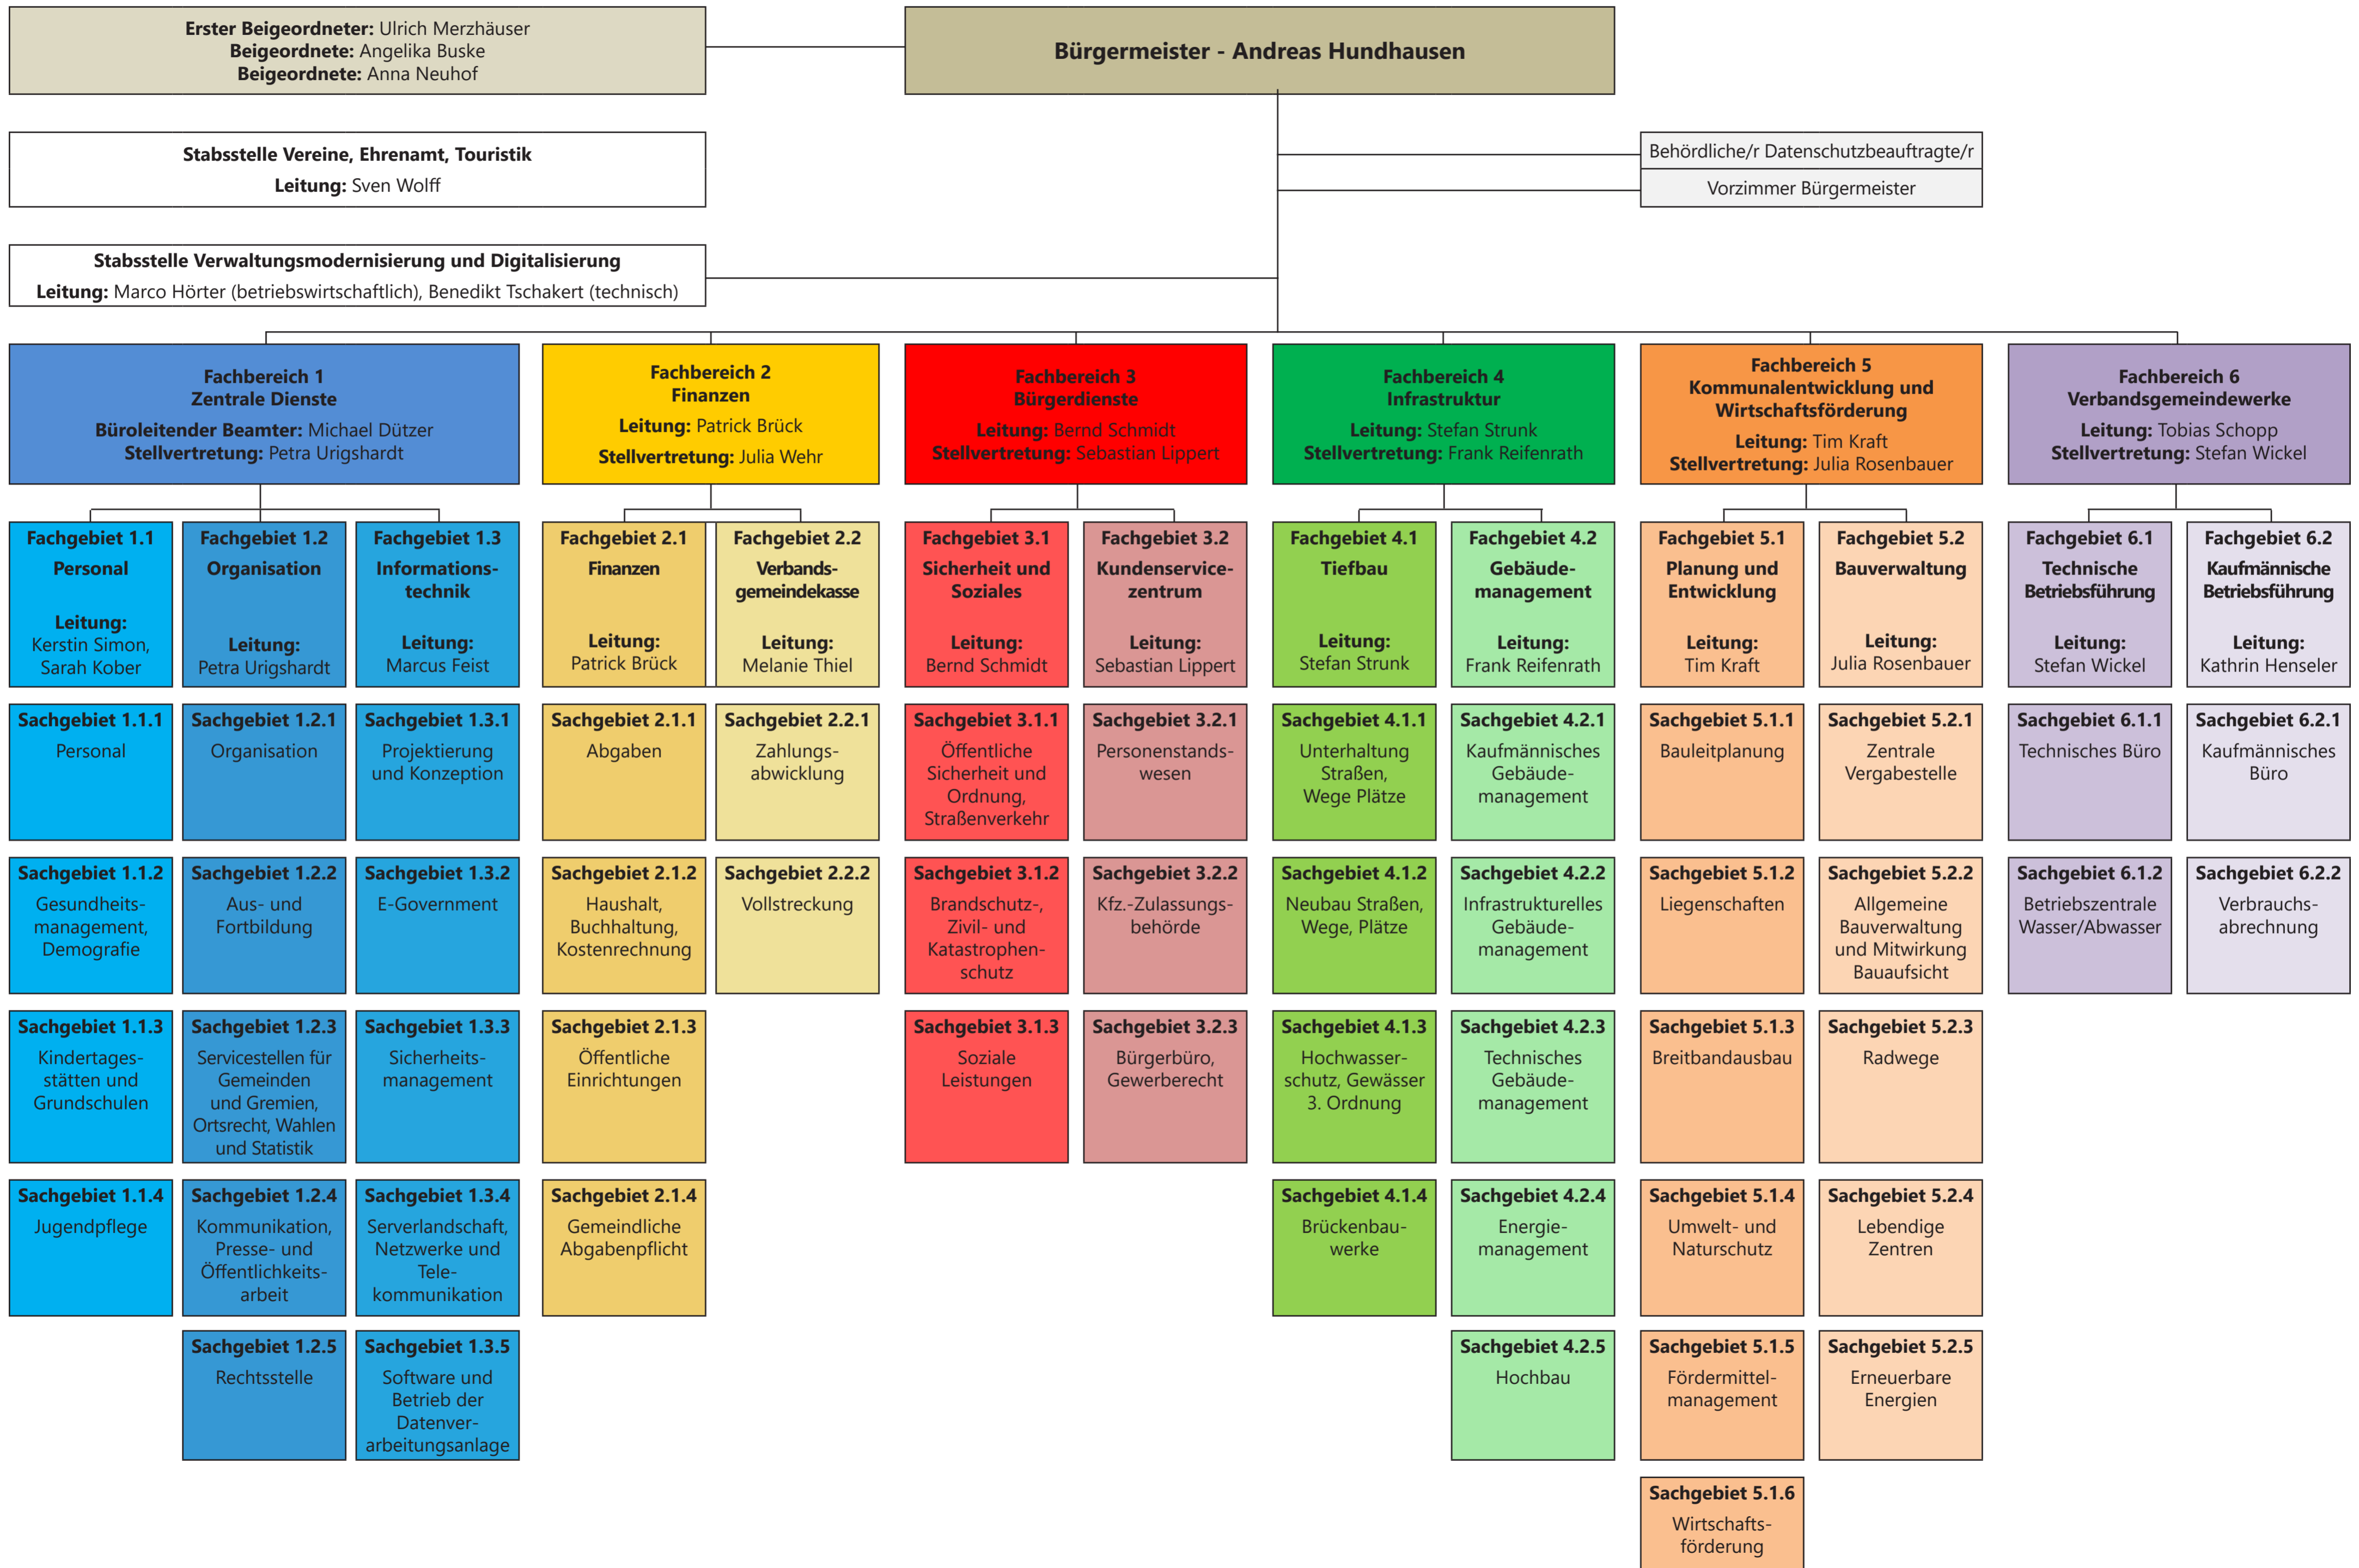 Erster Beigeordneter: Ulrich Merzhäuser
Beigeordnete: Angelika Buske
Beigeordnete: Anna Neuhof
Bürgermeister - Andreas Hundhausen
Stabsstelle Vereine, Ehrenamt, Touristik
Leitung: Sven Wolff
Behördliche/r Datenschutzbeauftragte/r
Vorzimmer Bürgermeister
Stabsstelle Verwaltungsmodernisierung und Digitalisierung
Leitung: Marco Hörter (betriebswirtschaftlich), Benedikt Tschakert (technisch)
Fachbereich 1
Zentrale Dienste
Büroleitender Beamter: Michael Dützer
Stellvertretung: Petra Urigshardt
Fachbereich 2
Finanzen
Leitung: Patrick Brück
Stellvertretung: Julia Wehr
Fachbereich 3
Bürgerdienste
Leitung: Bernd Schmidt
Stellvertretung: Sebastian Lippert
Fachbereich 4
Infrastruktur
Leitung: Stefan Strunk
Stellvertretung: Frank Reifenrath
Fachbereich 5
Kommunalentwicklung und
Wirtschaftsförderung
Leitung: Tim Kraft
Stellvertretung: Julia Rosenbauer
Fachbereich 6
Verbandsgemeindewerke
Leitung: Tobias Schopp
Stellvertretung: Stefan Wickel
Fachgebiet 1.1
Personal
Leitung:
Kerstin Simon,
Sarah Kober
Fachgebiet 1.2
Organisation
Leitung:
Petra Urigshardt
Fachgebiet 1.3
Informations-
technik
Leitung:
Marcus Feist
Fachgebiet 2.1
Finanzen
Leitung:
Patrick Brück
Fachgebiet 2.2
Verbands-
gemeindekasse
Leitung:
Melanie Thiel
Fachgebiet 3.1
Sicherheit und
Soziales
Leitung:
Bernd Schmidt
Fachgebiet 3.2
Kundenservice-
zentrum
Leitung:
Sebastian Lippert
Fachgebiet 4.1
Tiefbau
Leitung:
Stefan Strunk
Fachgebiet 4.2
Gebäude-
management
Leitung:
Frank Reifenrath
Fachgebiet 5.1
Planung und
Entwicklung
Leitung:
Tim Kraft
Fachgebiet 5.2
Bauverwaltung
Leitung:
Julia Rosenbauer
Fachgebiet 6.1
Technische
Betriebsführung
Leitung:
Stefan Wickel
Fachgebiet 6.2
Kaufmännische
Betriebsführung
Leitung:
Kathrin Henseler
Sachgebiet 1.1.1
Personal
Sachgebiet 1.2.1
Organisation
Sachgebiet 1.3.1
Projektierung
und Konzeption
Sachgebiet 2.1.1
Abgaben
Sachgebiet 2.2.1
Zahlungs-
abwicklung
Sachgebiet 3.1.1
Öffentliche
Sicherheit und
Ordnung,
Straßenverkehr
Sachgebiet 3.2.1
Personenstands-
wesen
Sachgebiet 4.1.1
Unterhaltung
Straßen,
Wege Plätze
Sachgebiet 4.2.1
Kaufmännisches
Gebäude-
management
Sachgebiet 5.1.1
Bauleitplanung
Sachgebiet 5.2.1
Zentrale
Vergabestelle
Sachgebiet 6.1.1
Technisches Büro
Sachgebiet 6.2.1
Kaufmännisches
Büro
Sachgebiet 1.1.2
Gesundheits-
management,
Demografie
Sachgebiet 1.2.2
Aus- und
Fortbildung
Sachgebiet 1.3.2
E-Government
Sachgebiet 2.1.2
Haushalt,
Buchhaltung,
Kostenrechnung
Sachgebiet 2.2.2
Vollstreckung
Sachgebiet 3.1.2
Brandschutz-,
Zivil- und
Katastrophen-
schutz
Sachgebiet 3.2.2
Kfz.-Zulassungs-
behörde
Sachgebiet 4.1.2
Neubau Straßen,
Wege, Plätze
Sachgebiet 4.2.2
Infrastrukturelles
Gebäude-
management
Sachgebiet 5.1.2
Liegenschaften
Sachgebiet 5.2.2
Allgemeine
Bauverwaltung
und Mitwirkung
Bauaufsicht
Sachgebiet 6.1.2
Betriebszentrale
Wasser/Abwasser
Sachgebiet 6.2.2
Verbrauchs-
abrechnung
Sachgebiet 1.1.3
Kindertages-
stätten und
Grundschulen
Sachgebiet 1.2.3
Servicestellen für
Gemeinden
und Gremien,
Ortsrecht, Wahlen
und Statistik
Sachgebiet 1.3.3
Sicherheits-
management
Sachgebiet 2.1.3
Öffentliche
Einrichtungen
Sachgebiet 3.1.3
Soziale
Leistungen
Sachgebiet 3.2.3
Bürgerbüro,
Gewerberecht
Sachgebiet 4.1.3
Hochwasser-
schutz, Gewässer
3. Ordnung
Sachgebiet 4.2.3
Technisches
Gebäude-
management
Sachgebiet 5.1.3
Breitbandausbau
Sachgebiet 5.2.3
Radwege
Sachgebiet 1.1.4
Jugendpflege
Sachgebiet 1.2.4
Kommunikation,
Presse- und
Öffentlichkeits-
arbeit
Sachgebiet 1.3.4
Serverlandschaft,
Netzwerke und
Tele-
kommunikation
Sachgebiet 2.1.4
Gemeindliche
Abgabenpflicht
Sachgebiet 4.1.4
Brückenbau-
werke
Sachgebiet 4.2.4
Energie-
management
Sachgebiet 5.1.4
Umwelt- und
Naturschutz
Sachgebiet 5.2.4
Lebendige
Zentren
Sachgebiet 1.2.5
Rechtsstelle
Sachgebiet 1.3.5
Software und
Betrieb der
Datenver-
arbeitungsanlage
Sachgebiet 4.2.5
Hochbau
Sachgebiet 5.1.5
Fördermittel-
management
Sachgebiet 5.2.5
Erneuerbare
Energien
Sachgebiet 5.1.6
Wirtschafts-
förderung